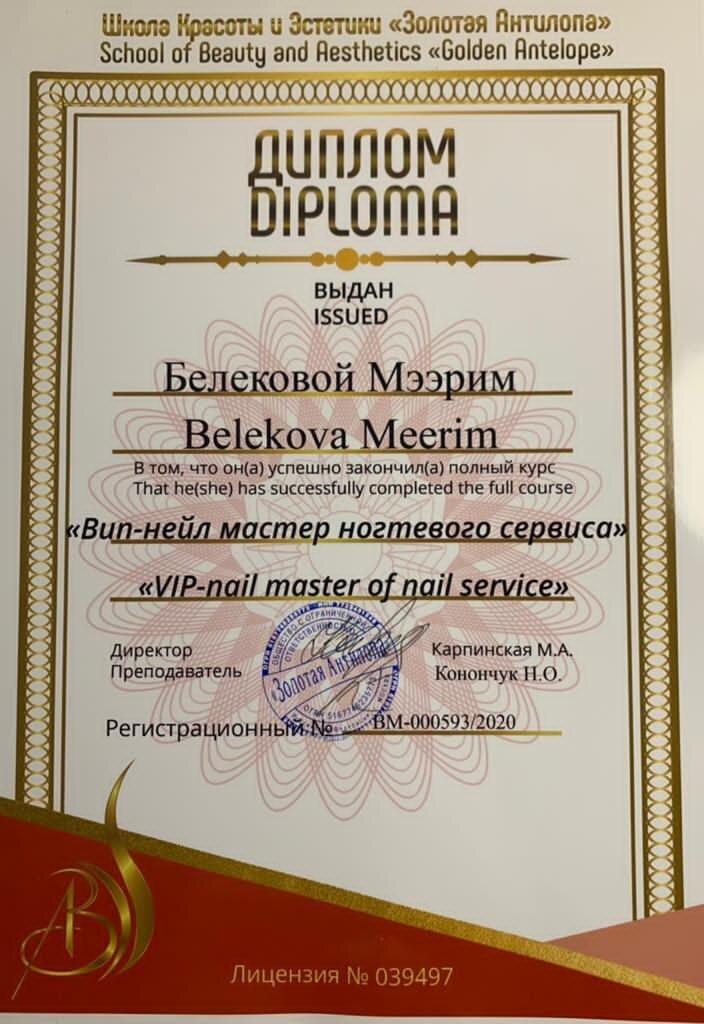 Школа Красоты и Эстетики «Золотая Антилопа»
School of Beauty and Aesthetics «Golden Antelope»
ДИПЛОМ
DIPLOMA
ВЫДАН
ISSUED
Белековой Мээрим
Belekova Meerim
В том, что он(а) успешно закончил(а) полный курс
That he(she) has successfully completed the full course
«Вип-нейл мастер ногтевого сервиса»
«VIP-nail master of nail service»
Директор Карпинская М.А.
Преподаватель Конончук Н.О.
ОБЩЕСТВО С ОГРАНИЧЕННОЙ
ОТВЕТСТВЕННОСТЬЮ
«Золотая Антилопа»
Регистрационный № ВМ-000593/2020
Лицензия № 039497